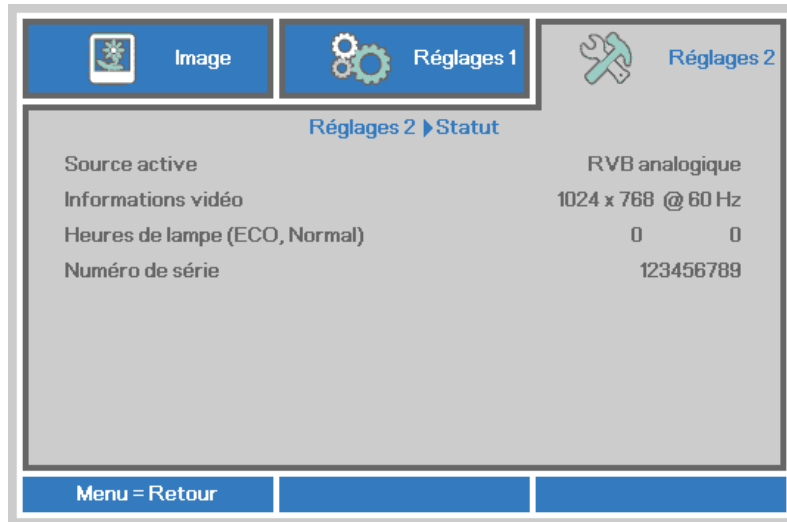 Image
Réglages 1
Réglages 2
Réglages 2 Statut
Source active RVB analogique
Informations vidéo 1024 x 768 @ 60 Hz
Heures de lampe (ECO, Normal) 0 0
Numéro de série 123456789
Menu = Retour